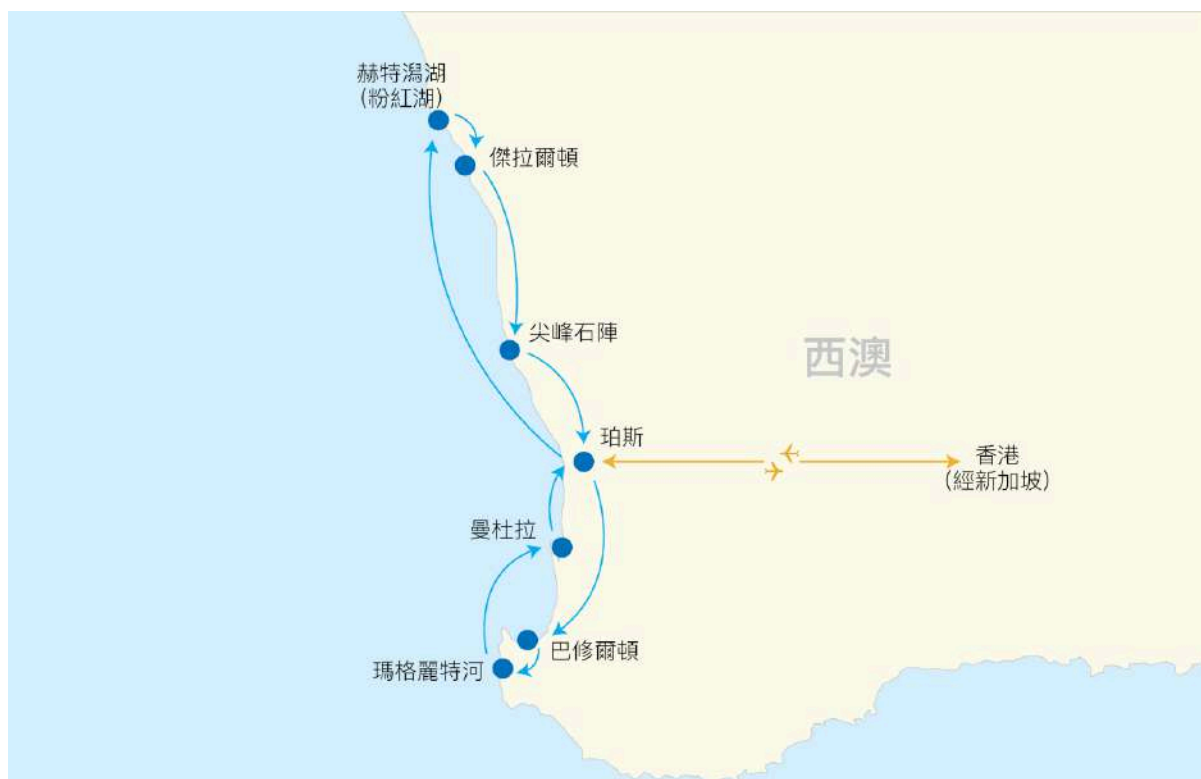 赫特潟湖
(粉紅湖)
傑拉爾頓
尖峰石陣
西澳
珀斯
香港
(經新加坡)
曼杜拉
巴修爾頓
瑪格麗特河